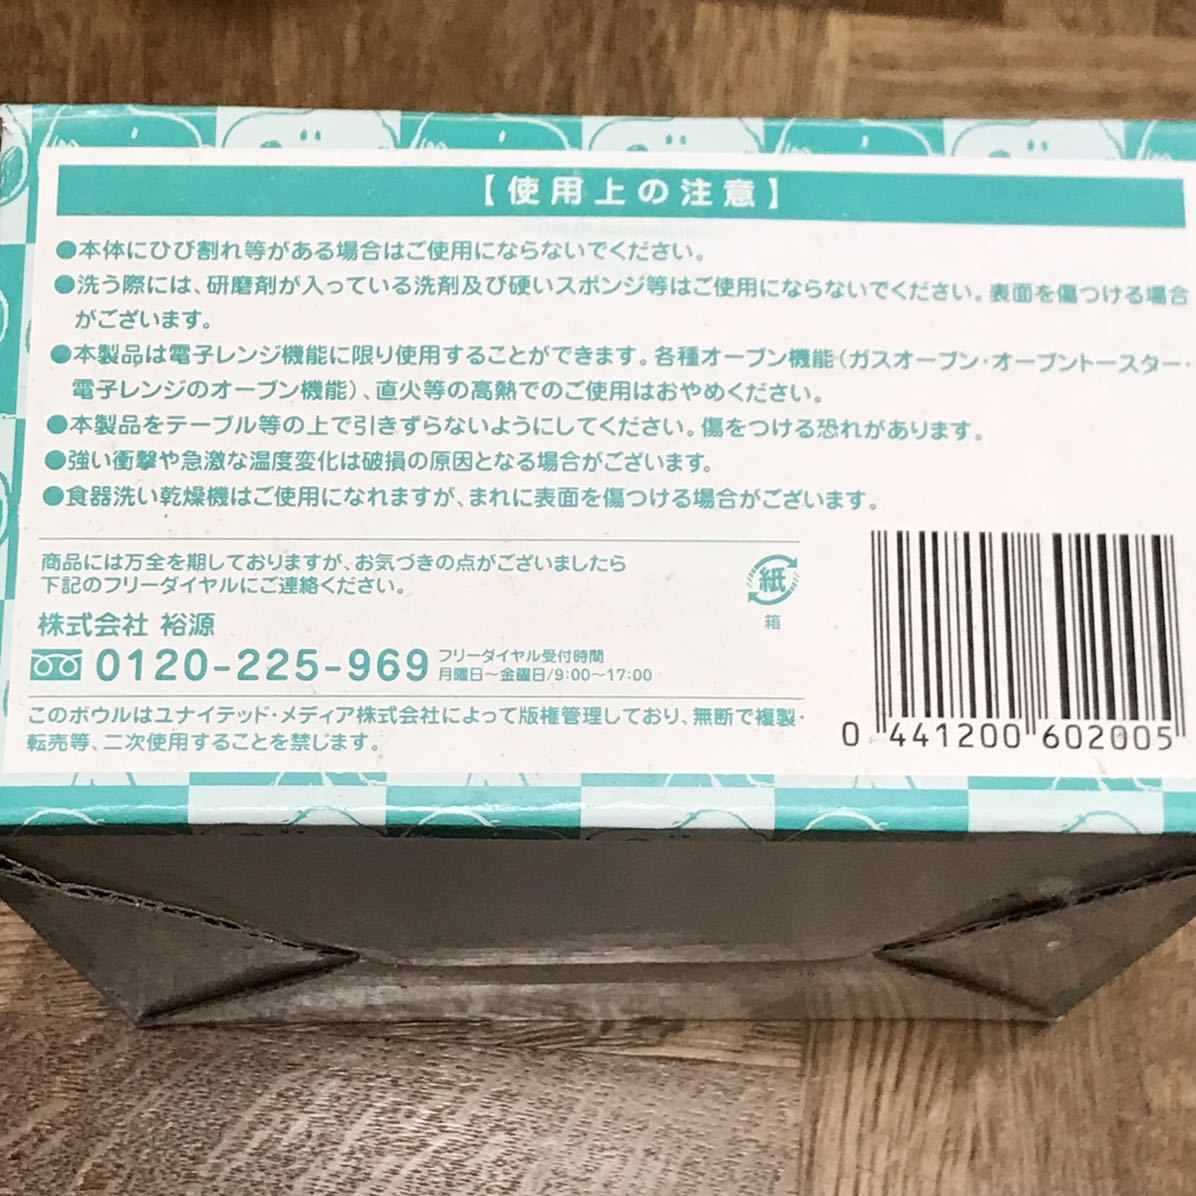 【使用上の注意】
●本体にひび割れ等がある場合はご使用にならないでください。
●洗う際には、研磨剤が入っている洗剤及び硬いスポンジ等はご使用にならないでください。表面を傷つける場合
がございます。
●本製品は電子レンジ機能に限り使用することができます。各種オーブン機能(ガスオーブン・オーブントースター・
電子レンジのオーブン機能)、直火等の高熱でのご使用はおやめください。
●本製品をテーブル等の上で引きずらないようにしてください。傷をつける恐れがあります。
●強い衝撃や急激な温度変化は破損の原因となる場合がございます。
●食器洗い乾燥機はご使用になれますが、まれに表面を傷つける場合がございます。
商品には万全を期しておりますが、お気づきの点がございましたら
下記のフリーダイヤルにご連絡ください。
紙
箱
株式会社 裕源
0120-225-969
フリーダイヤル受付時間
月曜日～金曜日/9:00～17:00
このボウルはユナイテッド・メディア株式会社によって版権管理しており、無断で複製・
転売等、二次使用することを禁じます。
0 441200 602005